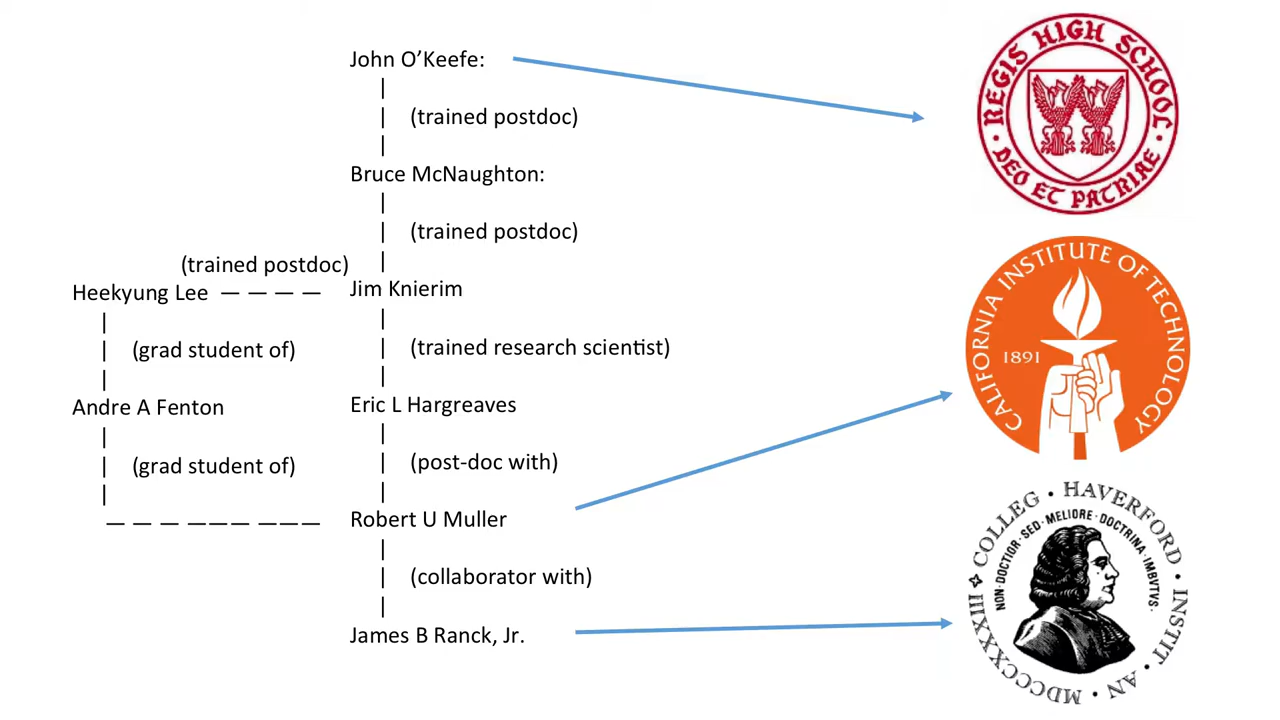 John O’Keefe:
(trained postdoc)
Bruce McNaughton:
(trained postdoc)
(trained postdoc)
Heekyung Lee
Jim Knierim
(grad student of)
(trained research scientist)
Andre A Fenton
Eric L Hargreaves
(grad student of)
(post-doc with)
Robert U Muller
(collaborator with)
James B Ranck, Jr.
REGIS HIGH SCHOOL
DEO ET PATRIAE
CALIFORNIA INSTITUTE OF TECHNOLOGY
1891
COLLEG · HAVERFORD · INSTIT · AN · MDCCCXXXIII
NON · DOCTIOR · SED · MELIORE · DOCTRINA · IMBVTVS ·